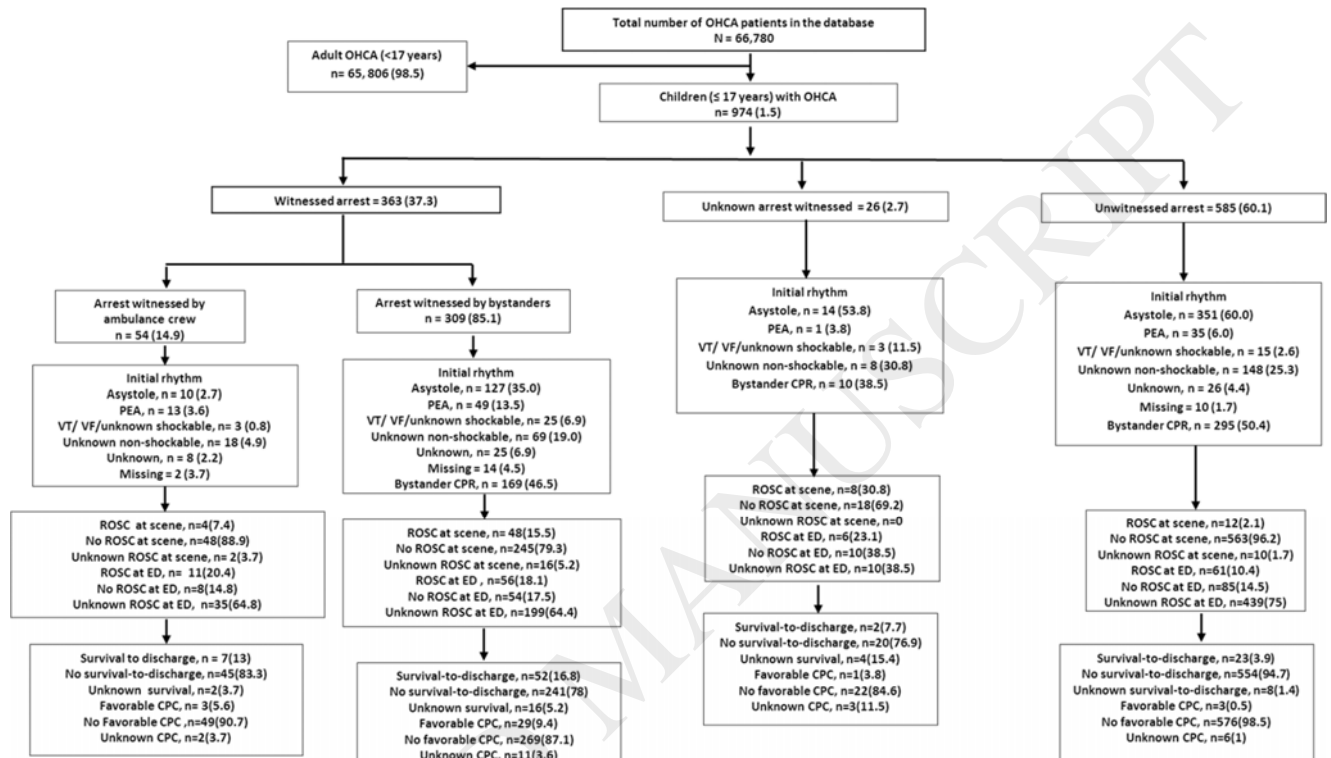 Total number of OHCA patients in the database
N = 66,780
Adult OHCA (<17 years)
n= 65, 806 (98.5)
Children (≤ 17 years) with OHCA
n= 974 (1.5)
Witnessed arrest = 363 (37.3)
Unknown arrest witnessed = 26 (2.7)
Unwitnessed arrest = 585 (60.1)
Arrest witnessed by
ambulance crew
n = 54 (14.9)
Arrest witnessed by bystanders
n = 309 (85.1)
Initial rhythm
Asystole, n = 10 (2.7)
PEA, n = 13 (3.6)
VT/ VF/unknown shockable, n= 3 (0.8)
Unknown non-shockable, n= 18 (4.9)
Unknown, n = 8 (2.2)
Missing = 2 (3.7)
Initial rhythm
Asystole, n = 127 (35.0)
PEA, n = 49 (13.5)
VT/ VF/unknown shockable, n = 25 (6.9)
Unknown non-shockable, n= 69 (19.0)
Unknown, n= 25 (6.9)
Missing = 14 (4.5)
Bystander CPR, n = 169 (46.5)
Initial rhythm
Asystole, n = 14 (53.8)
PEA, n = 1 (3.8)
VT/ VF/unknown shockable, n = 3 (11.5)
Unknown non-shockable, n = 8 (30.8)
Bystander CPR, n = 10 (38.5)
Initial rhythm
Asystole, n = 351 (60.0)
PEA, n = 35 (6.0)
VT/ VF/unknown shockable, n = 15 (2.6)
Unknown non-shockable, n = 148 (25.3)
Unknown, n = 26 (4.4)
Missing = 10 (1.7)
Bystander CPR, n = 295 (50.4)
ROSC at scene, n=4(7.4)
No ROSC at scene, n=48(88.9)
Unknown ROSC at scene, n= 2(3.7)
ROSC at ED, n= 11(20.4)
No ROSC at ED, n=8(14.8)
Unknown ROSC at ED, n=35(64.8)
ROSC at scene, n= 48(15.5)
No ROSC at scene, n=245(79.3)
Unknown ROSC at scene, n=16(5.2)
ROSC at ED , n=56(18.1)
No ROSC at ED, n=54(17.5)
Unknown ROSC at ED, n=199(64.4)
ROSC at scene, n=8(30.8)
No ROSC at scene, n=18(69.2)
Unknown ROSC at scene, n=0
ROSC at ED, n=6(23.1)
No ROSC at ED, n=10(38.5)
Unknown ROSC at ED, n=10(38.5)
ROSC at scene, n=12(2.1)
No ROSC at scene, n=563(96.2)
Unknown ROSC at scene, n=10(1.7)
ROSC at ED, n=61(10.4)
No ROSC at ED, n=85(14.5)
Unknown ROSC at ED, n=439(75)
Survival to discharge, n = 7(13)
No survival-to-discharge, n=45(83.3)
Unknown survival, n=2(3.7)
Favorable CPC, n= 3(5.6)
No Favorable CPC ,n=49(90.7)
Unknown CPC, n=2(3.7)
Survival-to-discharge, n=52(16.8)
No survival-to-discharge, n=241(78)
Unknown survival, n=16(5.2)
Favorable CPC, n=29(9.4)
No favorable CPC, n=269(87.1)
Unknown CPC, n=11(3.6)
Survival-to-discharge, n=2(7.7)
No survival-to-discharge, n=20(76.9)
Unknown survival, n=4(15.4)
Favorable CPC, n=1(3.8)
No favorable CPC, n=22(84.6)
Unknown CPC, n=3(11.5)
Survival-to-discharge, n=23(3.9)
No survival-to-discharge, n=554(94.7)
Unknown survival-to-discharge, n=8(1.4)
Favorable CPC, n=3(0.5)
No favorable CPC, n=576(98.5)
Unknown CPC, n=6(1)
MANUSCRIPT